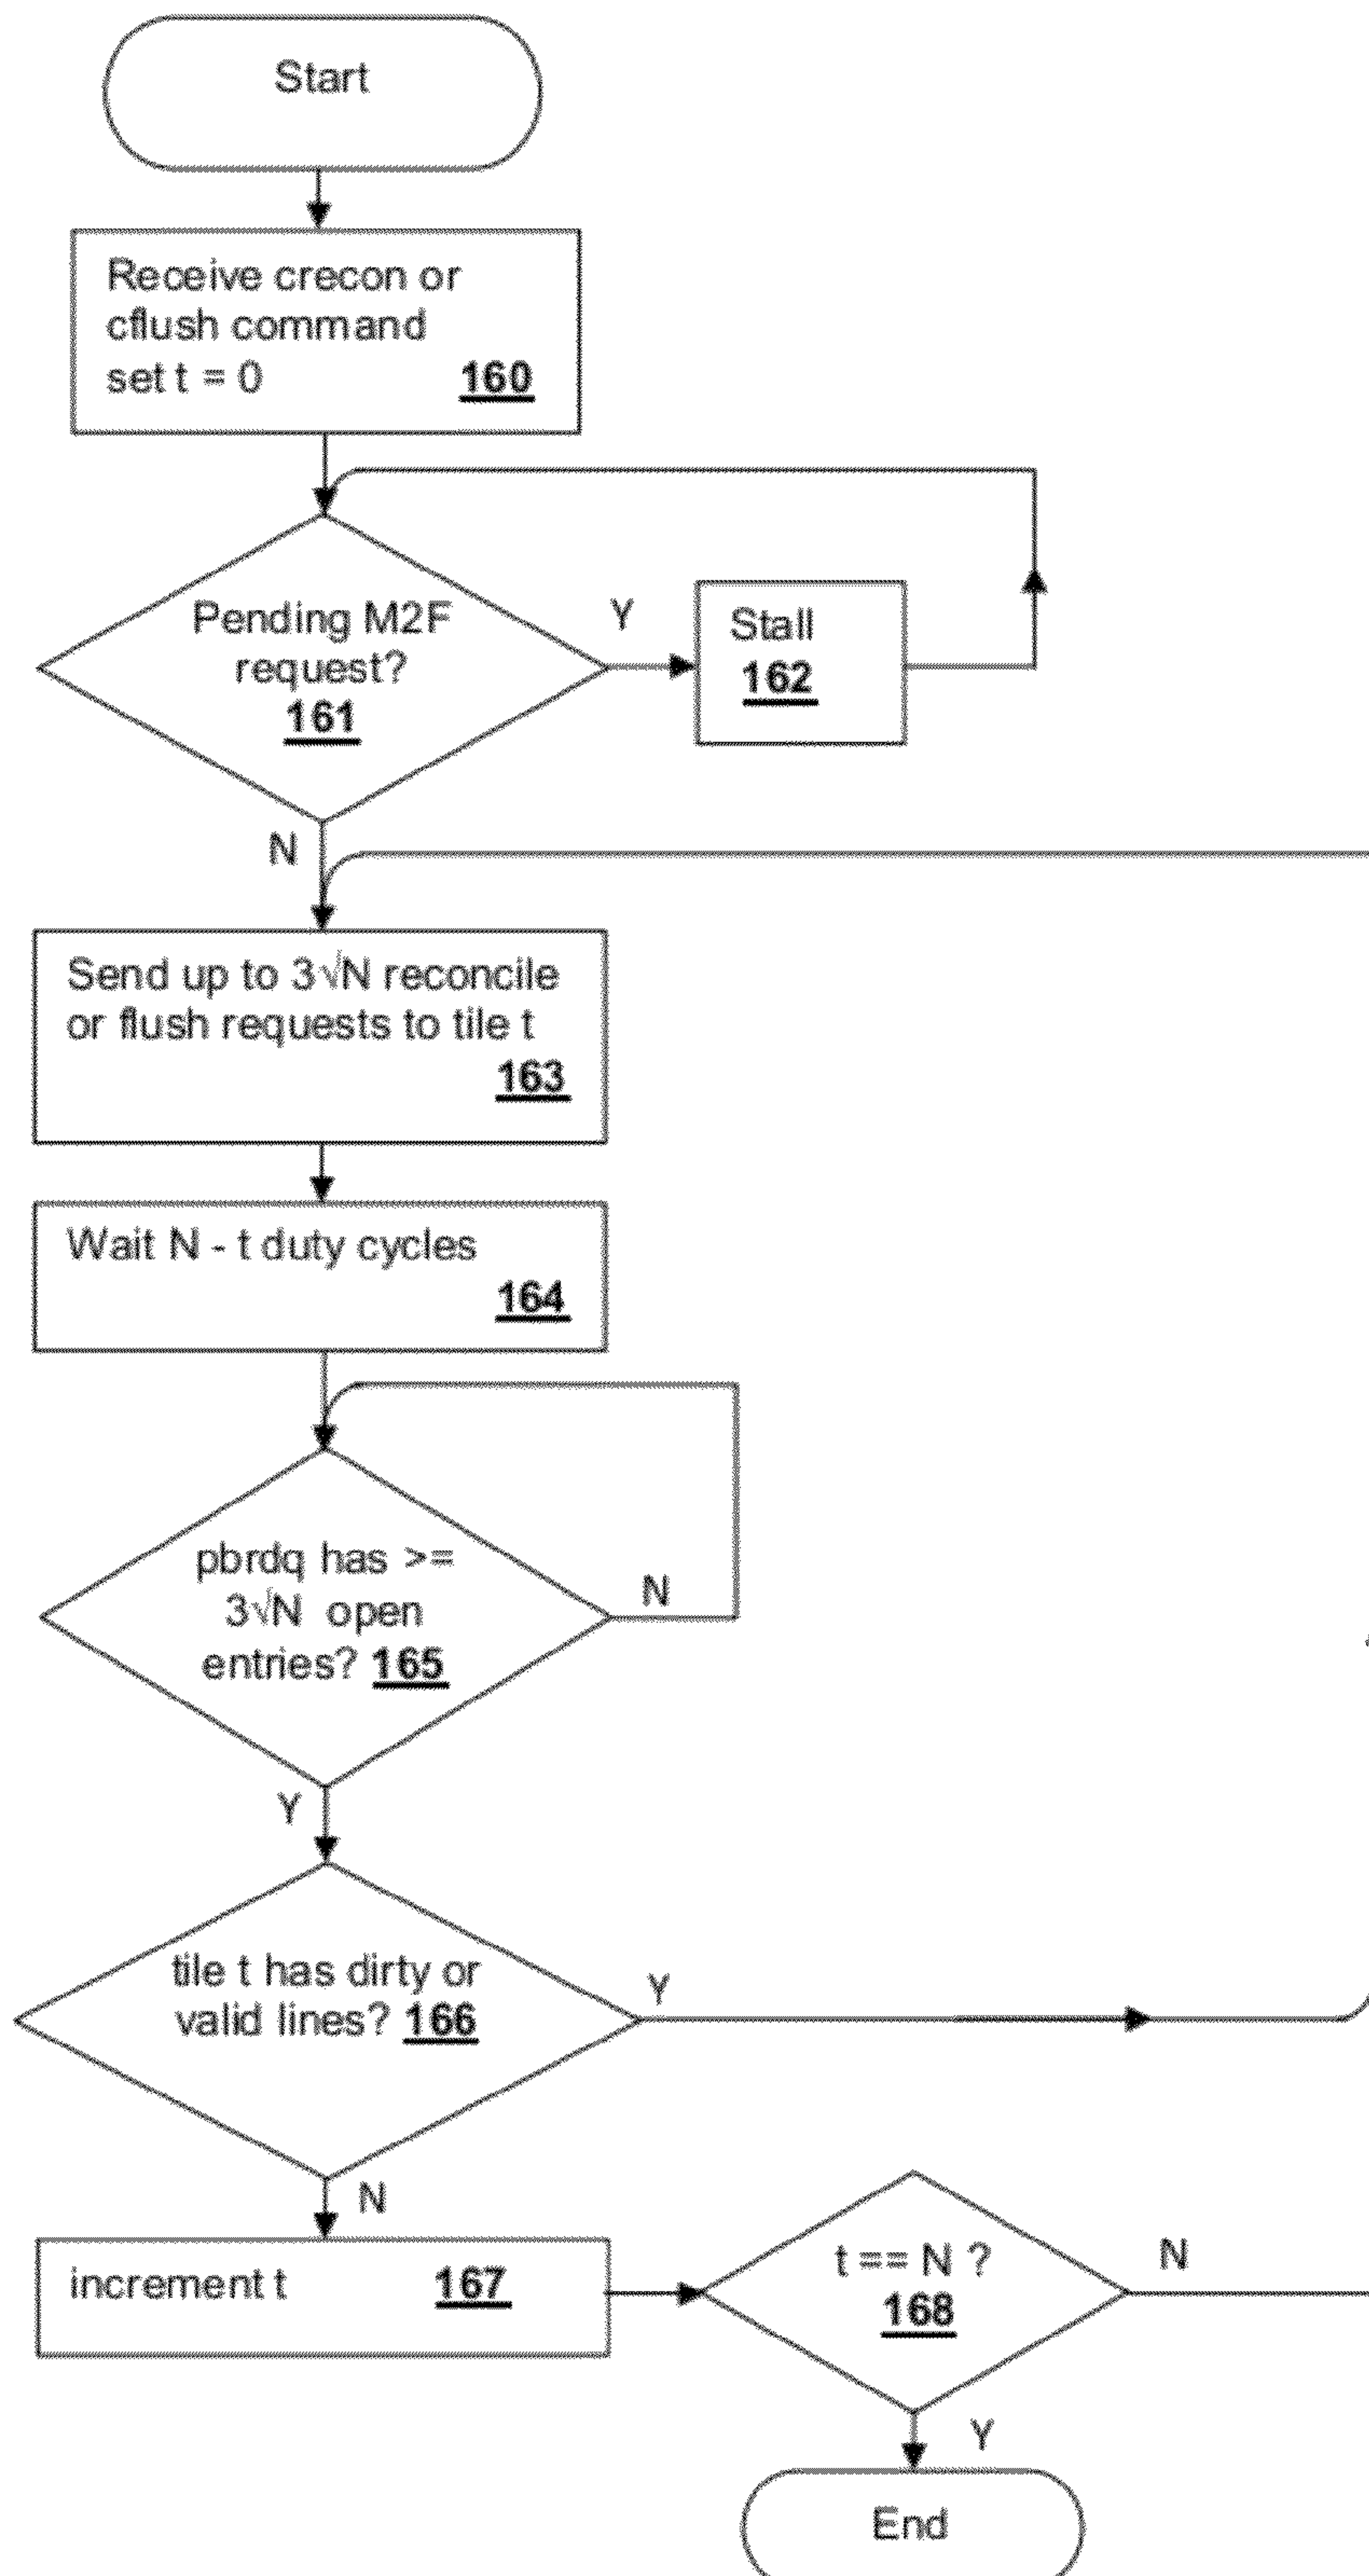 Start
Receive crecon or
cflush command
set t = 0 160
Pending M2F
request?
161
Y
Stall
162
N
Send up to 3√N reconcile
or flush requests to tile t
163
Wait N - t duty cycles
164
pbrdq has >=
3√N open
entries? 165
N
Y
tile t has dirty or
valid lines? 166
Y
N
increment t 167
t == N ?
168
N
Y
End